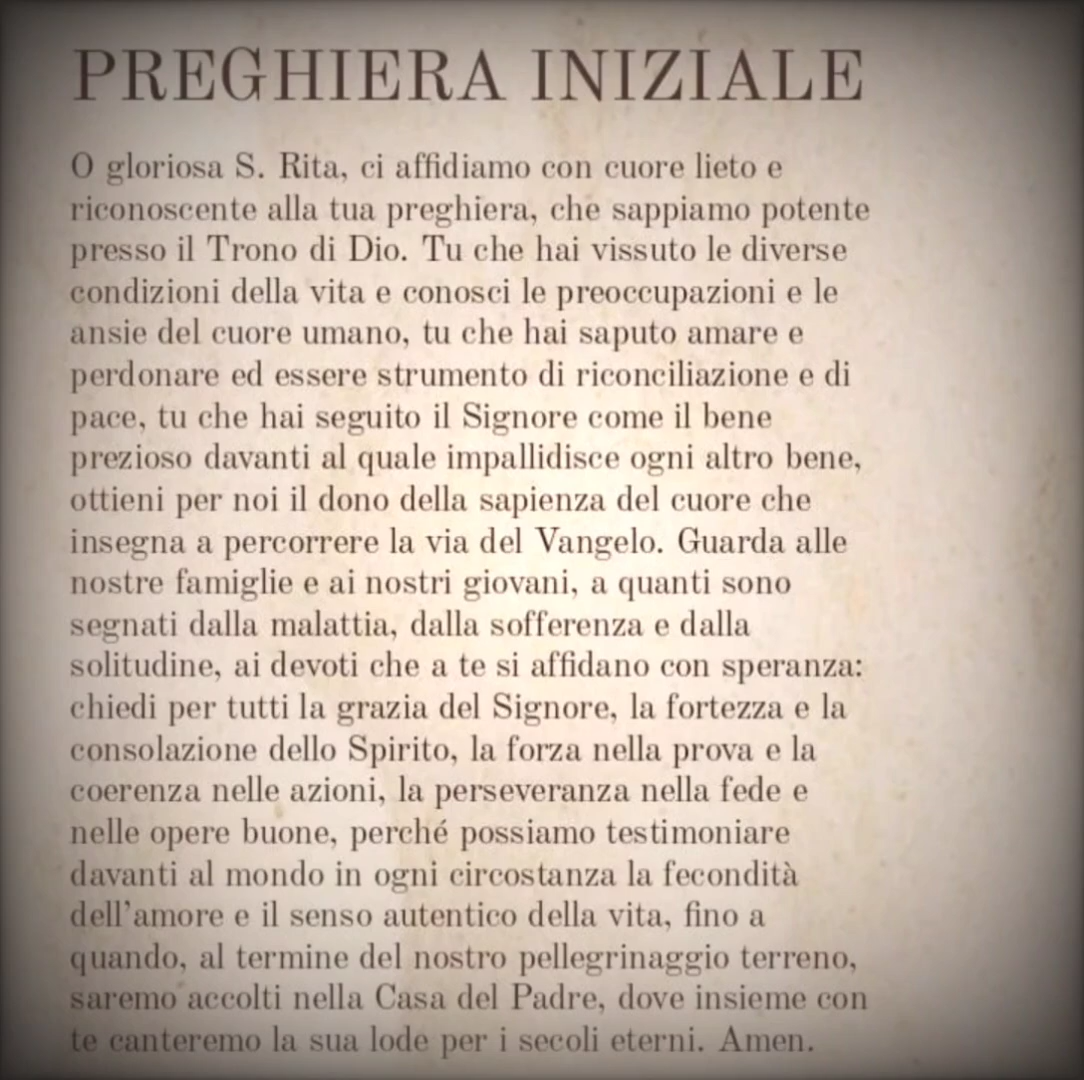 PREGHIERA INIZIALE
O gloriosa S. Rita, ci affidiamo con cuore lieto e
riconoscente alla tua preghiera, che sappiamo potente
presso il Trono di Dio. Tu che hai vissuto le diverse
condizioni della vita e conosci le preoccupazioni e le
ansie del cuore umano, tu che hai saputo amare e
perdonare ed essere strumento di riconciliazione e di
pace, tu che hai seguito il Signore come il bene
prezioso davanti al quale impallidisce ogni altro bene,
ottieni per noi il dono della sapienza del cuore che
insegna a percorrere la via del Vangelo. Guarda alle
nostre famiglie e ai nostri giovani, a quanti sono
segnati dalla malattia, dalla sofferenza e dalla
solitudine, ai devoti che a te si affidano con speranza:
chiedi per tutti la grazia del Signore, la fortezza e la
consolazione dello Spirito, la forza nella prova e la
coerenza nelle azioni, la perseveranza nella fede e
nelle opere buone, perché possiamo testimoniare
davanti al mondo in ogni circostanza la fecondità
dell'amore e il senso autentico della vita, fino a
quando, al termine del nostro pellegrinaggio terreno,
saremo accolti nella Casa del Padre, dove insieme con
te canteremo la sua lode per i secoli eterni. Amen.